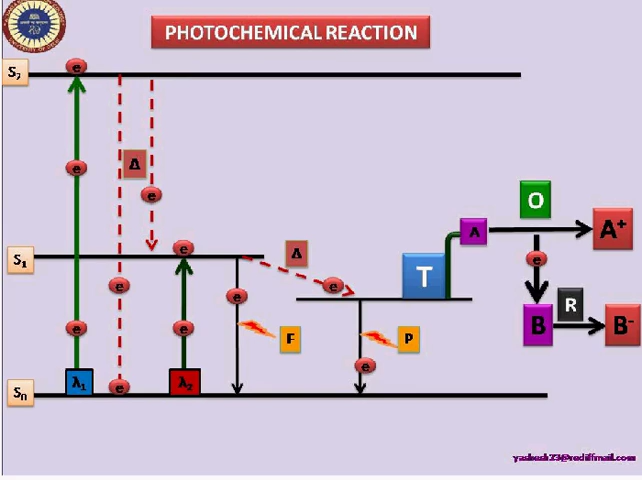 PHOTOCHEMICAL REACTION
S₂
e
e
Δ
e
O
A
A⁺
S₁
e
Δ
e
T
e
e
e
R
B
B⁻
e
e
F
P
e
λ₁
e
λ₂
S₀